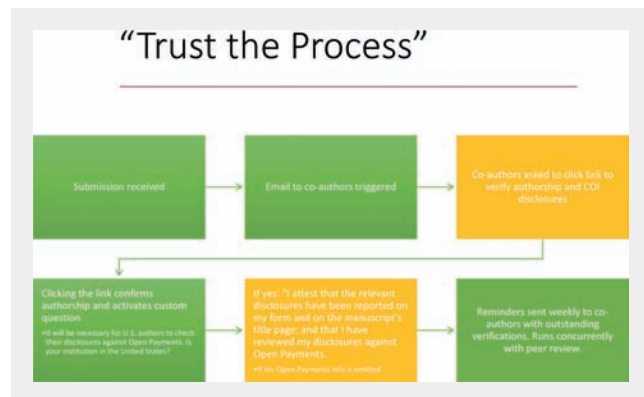 “Trust the Process”
Submission received
Email to co-authors triggered
Co-authors asked to click link to
verify authorship and COI
disclosures
Clicking the link confirms
authorship and activates custom
question
•It will be necessary for U.S. authors to check
their disclosures against Open Payments. Is
your institution in the United States?
If yes: "I attest that the relevant
disclosures have been reported on
my form and on the manuscript's
title page; and that I have
reviewed my disclosures against
Open Payments.
•If no: Open Payments info is omitted.
Reminders sent weekly to co-
authors with outstanding
verifications. Runs concurrently
with peer review.